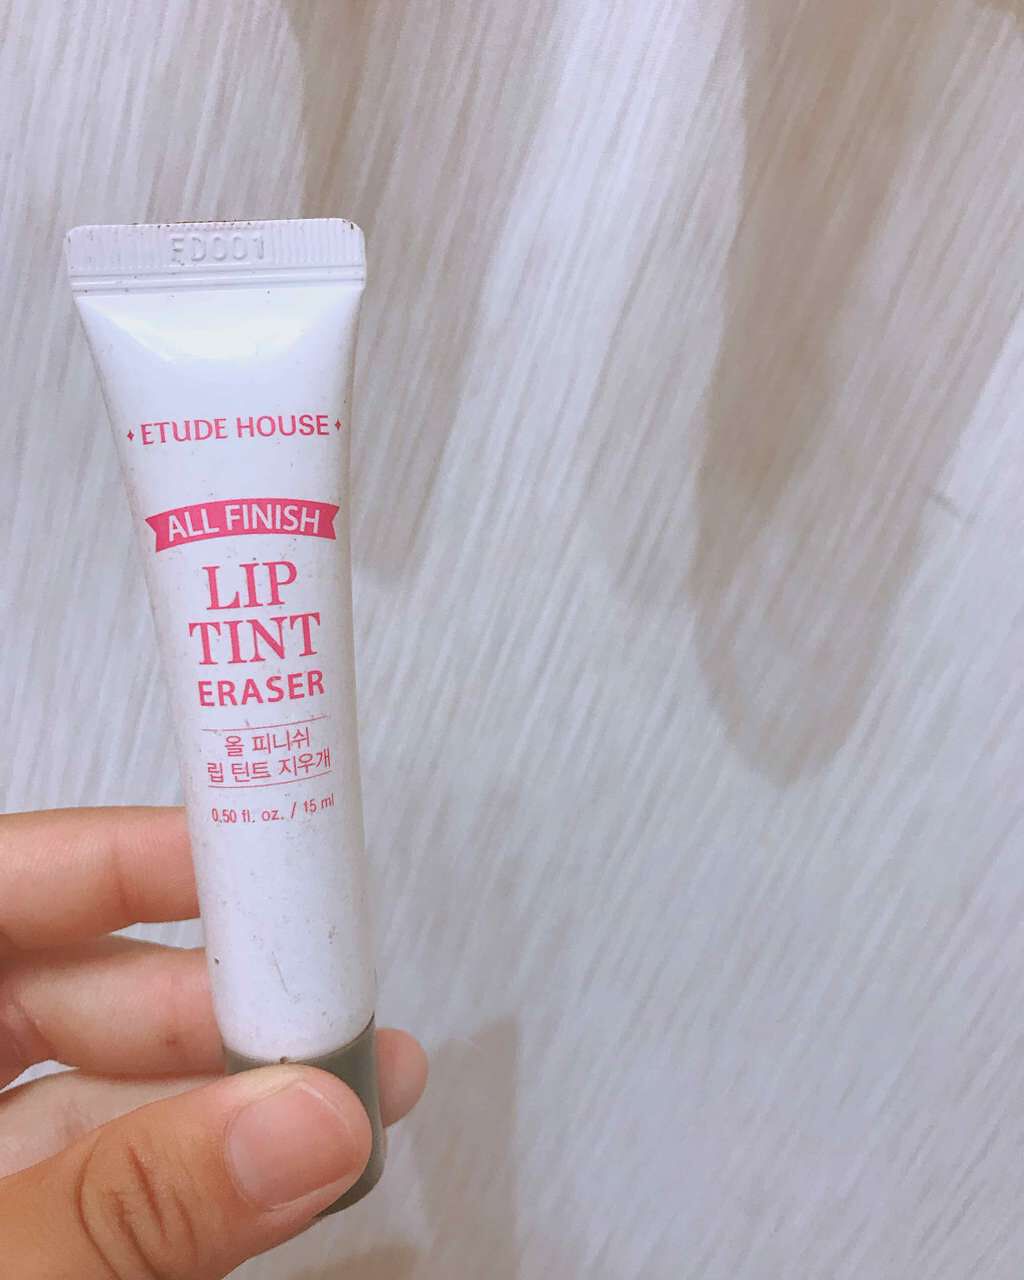 EDC01
ETUDE HOUSE
ALL FINISH
LIP
TINT
ERASER
올 피니쉬
립 틴트 지우개
0.50 fl. oz. / 15 ml